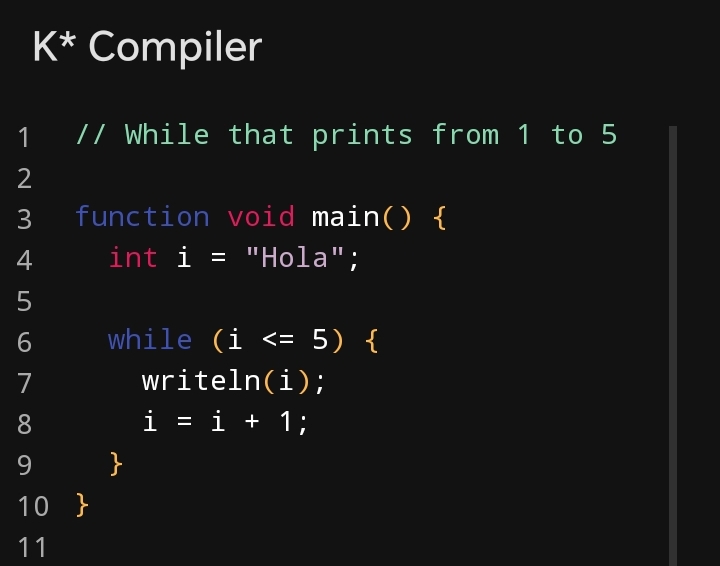 K* Compiler
1 // While that prints from 1 to 5
2
3 function void main() {
4   int i = "Hola";
5
6   while (i <= 5) {
7     writeln(i);
8     i = i + 1;
9   }
10 }
11